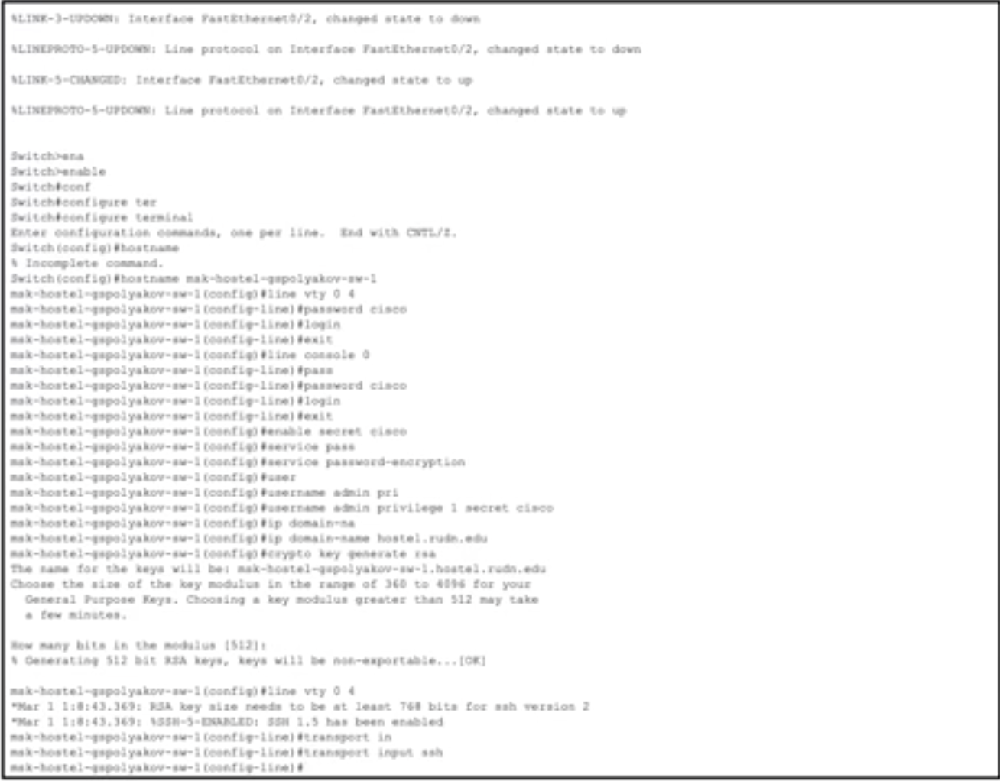 %LINK-3-UPDOWN: Interface FastEthernet0/2, changed state to down
%LINEPROTO-5-UPDOWN: Line protocol on Interface FastEthernet0/2, changed state to down
%LINK-5-CHANGED: Interface FastEthernet0/2, changed state to up
%LINEPROTO-5-UPDOWN: Line protocol on Interface FastEthernet0/2, changed state to up
Switch>ena
Switch>enable
Switch#conf
Switch#configure ter
Switch#configure terminal
Enter configuration commands, one per line.  End with CNTL/Z.
Switch(config)#hostname
% Incomplete command.
Switch(config)#hostname msk-hostel-gspolyakov-sw-1
msk-hostel-gspolyakov-sw-1(config)#line vty 0 4
msk-hostel-gspolyakov-sw-1(config-line)#password cisco
msk-hostel-gspolyakov-sw-1(config-line)#login
msk-hostel-gspolyakov-sw-1(config-line)#exit
msk-hostel-gspolyakov-sw-1(config)#line console 0
msk-hostel-gspolyakov-sw-1(config-line)#pass
msk-hostel-gspolyakov-sw-1(config-line)#password cisco
msk-hostel-gspolyakov-sw-1(config-line)#login
msk-hostel-gspolyakov-sw-1(config-line)#exit
msk-hostel-gspolyakov-sw-1(config)#enable secret cisco
msk-hostel-gspolyakov-sw-1(config)#service pass
msk-hostel-gspolyakov-sw-1(config)#service password-encryption
msk-hostel-gspolyakov-sw-1(config)#user
msk-hostel-gspolyakov-sw-1(config)#username admin pri
msk-hostel-gspolyakov-sw-1(config)#username admin privilege 1 secret cisco
msk-hostel-gspolyakov-sw-1(config)#ip domain-na
msk-hostel-gspolyakov-sw-1(config)#ip domain-name hostel.rudn.edu
msk-hostel-gspolyakov-sw-1(config)#crypto key generate rsa
The name for the keys will be: msk-hostel-gspolyakov-sw-1.hostel.rudn.edu
Choose the size of the key modulus in the range of 360 to 4096 for your
General Purpose Keys. Choosing a key modulus greater than 512 may take
a few minutes.
How many bits in the modulus [512]:
% Generating 512 bit RSA keys, keys will be non-exportable...[OK]
msk-hostel-gspolyakov-sw-1(config)#line vty 0 4
*Mar 1 1:8:43.369: RSA key size needs to be at least 768 bits for ssh version 2
*Mar 1 1:8:43.369: %SSH-5-ENABLED: SSH 1.5 has been enabled
msk-hostel-gspolyakov-sw-1(config-line)#transport in
msk-hostel-gspolyakov-sw-1(config-line)#transport input ssh
msk-hostel-gspolyakov-sw-1(config-line)#